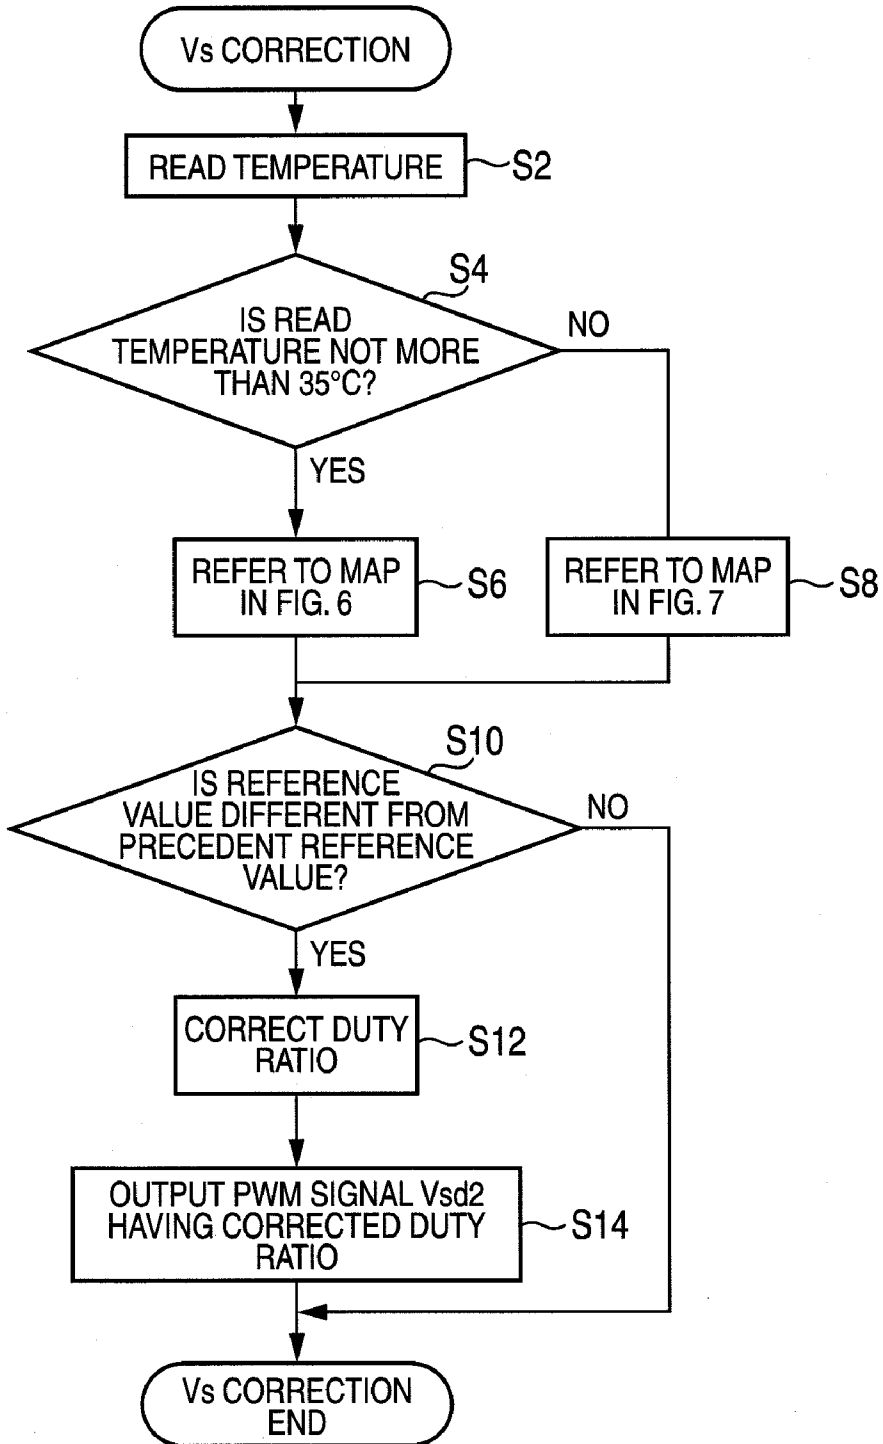 Vs CORRECTION
READ TEMPERATURE
S2
S4
IS READ
TEMPERATURE NOT MORE
THAN 35°C?
NO
YES
REFER TO MAP
IN FIG. 6
S6
REFER TO MAP
IN FIG. 7
S8
S10
IS REFERENCE
VALUE DIFFERENT FROM
PRECEDENT REFERENCE
VALUE?
NO
YES
CORRECT DUTY
RATIO
S12
OUTPUT PWM SIGNAL Vsd2
HAVING CORRECTED DUTY
RATIO
S14
Vs CORRECTION
END